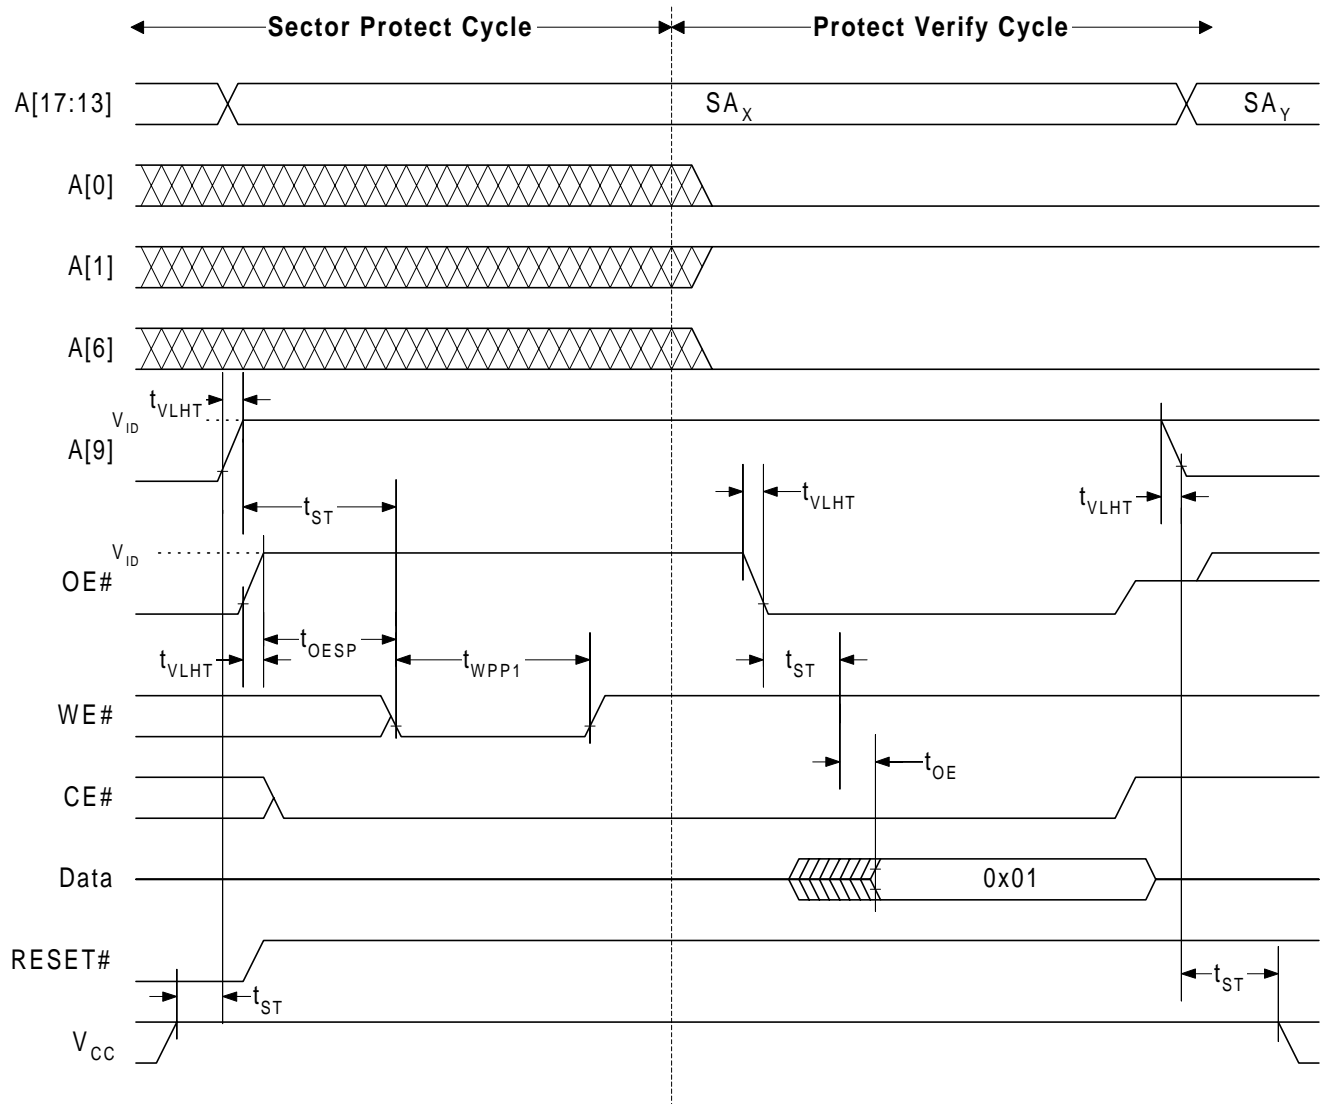 Sector Protect Cycle Protect Verify Cycle
A[17:13] SAX SAY
A[0]
A[1]
A[6]
tVLHT
VID
A[9]
tST tVLHT tVLHT
VID
OE#
tVLHT tOESP tWPP1 tST
WE#
tOE
CE#
Data 0x01
RESET#
tST tST
VCC